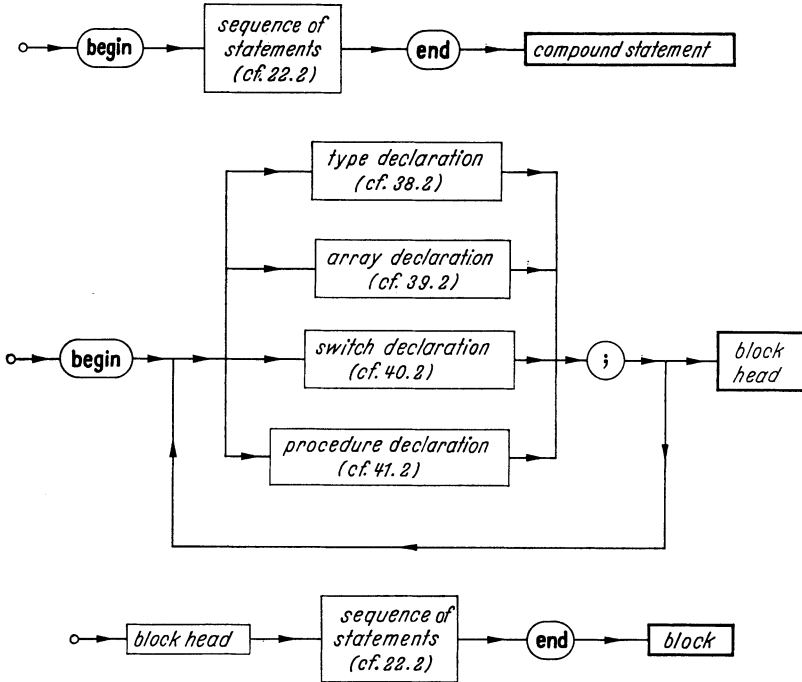 begin
sequence of
statements
(cf. 22.2)
end
compound statement
type declaration
(cf. 38.2)
array declaration
(cf. 39.2)
begin
switch declaration
(cf. 40.2)
;
block
head
procedure declaration
(cf. 41.2)
block head
sequence of
statements
(cf. 22.2)
end
block